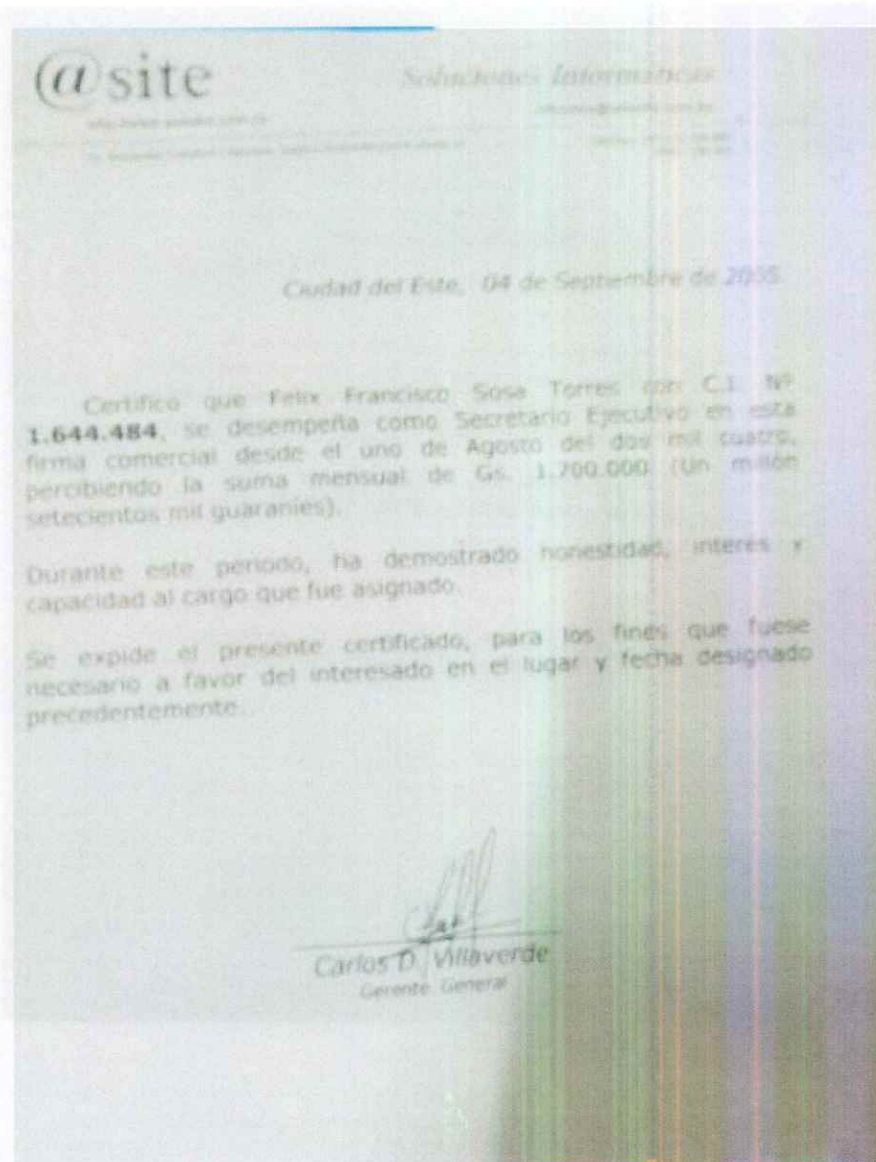 @site
Soluciones Informáticas
Ciudad del Este, 04 de Septiembre de 2005.
Certifico que Felix Francisco Sosa Torres con C.I. Nº
1.644.484, se desempeña como Secretario Ejecutivo en esta
firma comercial desde el uno de Agosto del dos mil cuatro,
percibiendo la suma mensual de Gs. 1.700.000 (Un millón
setecientos mil guaraníes).
Durante este periodo, ha demostrado honestidad, interés y
capacidad al cargo que fue asignado.
Se expide el presente certificado, para los fines que fuese
necesario a favor del interesado en el lugar y fecha designado
precedentemente.
Carlos D. Villaverde
Gerente General